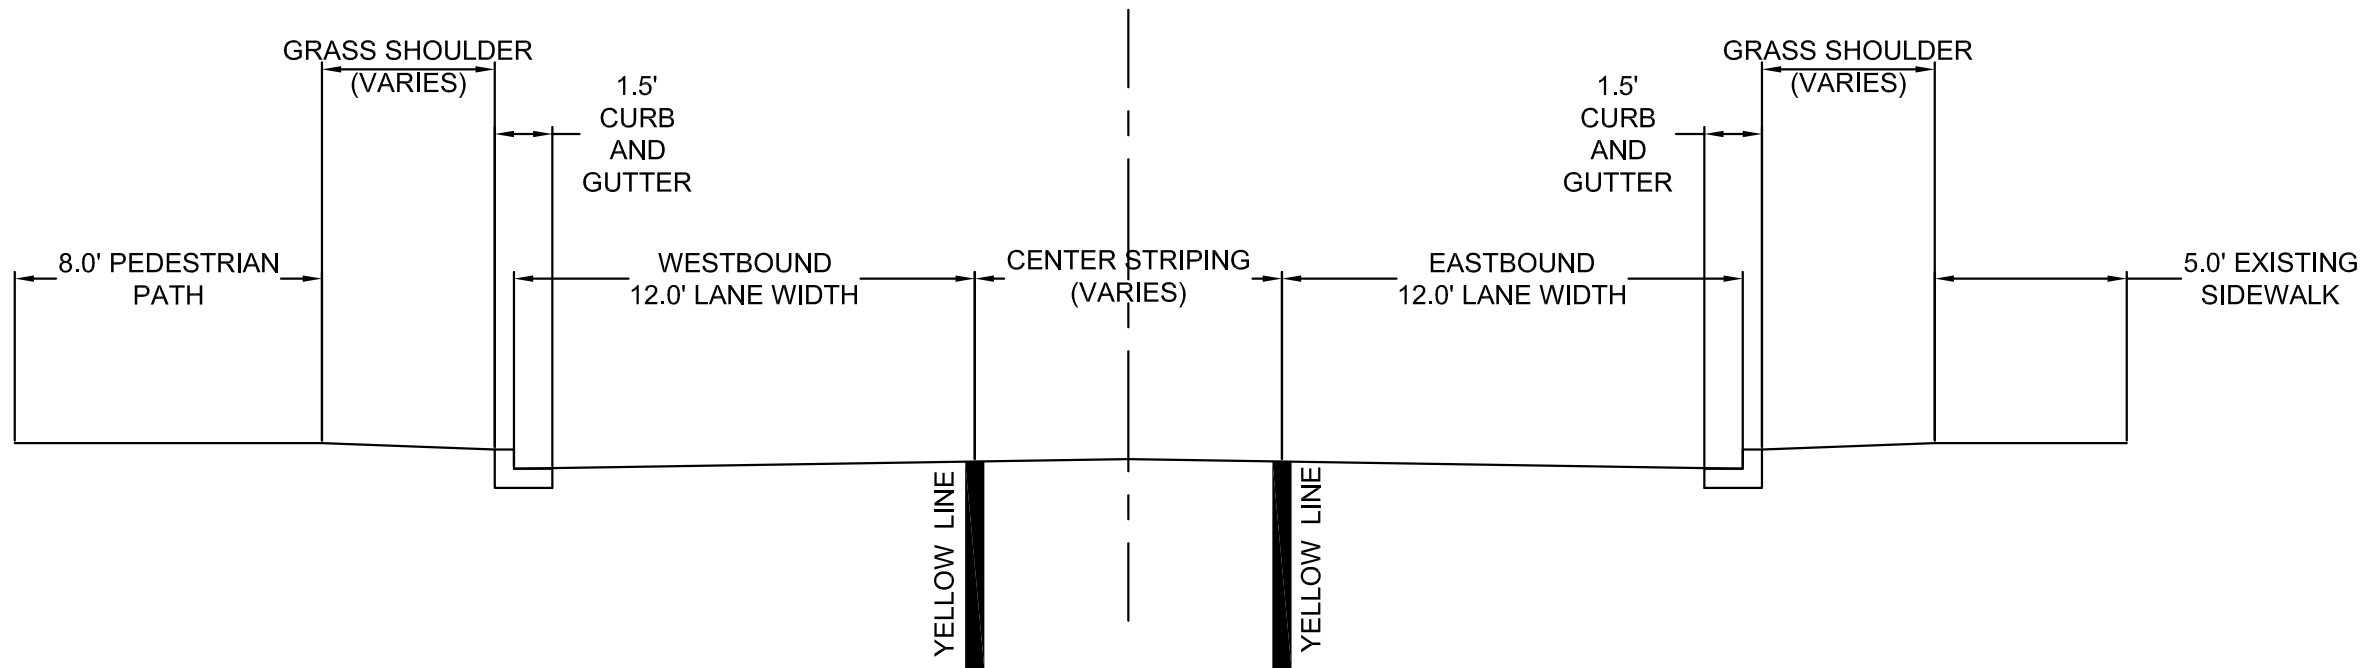 GRASS SHOULDER
(VARIES)
1.5'
CURB
AND
GUTTER
1.5'
CURB
AND
GUTTER
GRASS SHOULDER
(VARIES)
8.0' PEDESTRIAN
PATH
WESTBOUND
12.0' LANE WIDTH
CENTER STRIPING
(VARIES)
EASTBOUND
12.0' LANE WIDTH
5.0' EXISTING
SIDEWALK
YELLOW LINE
YELLOW LINE